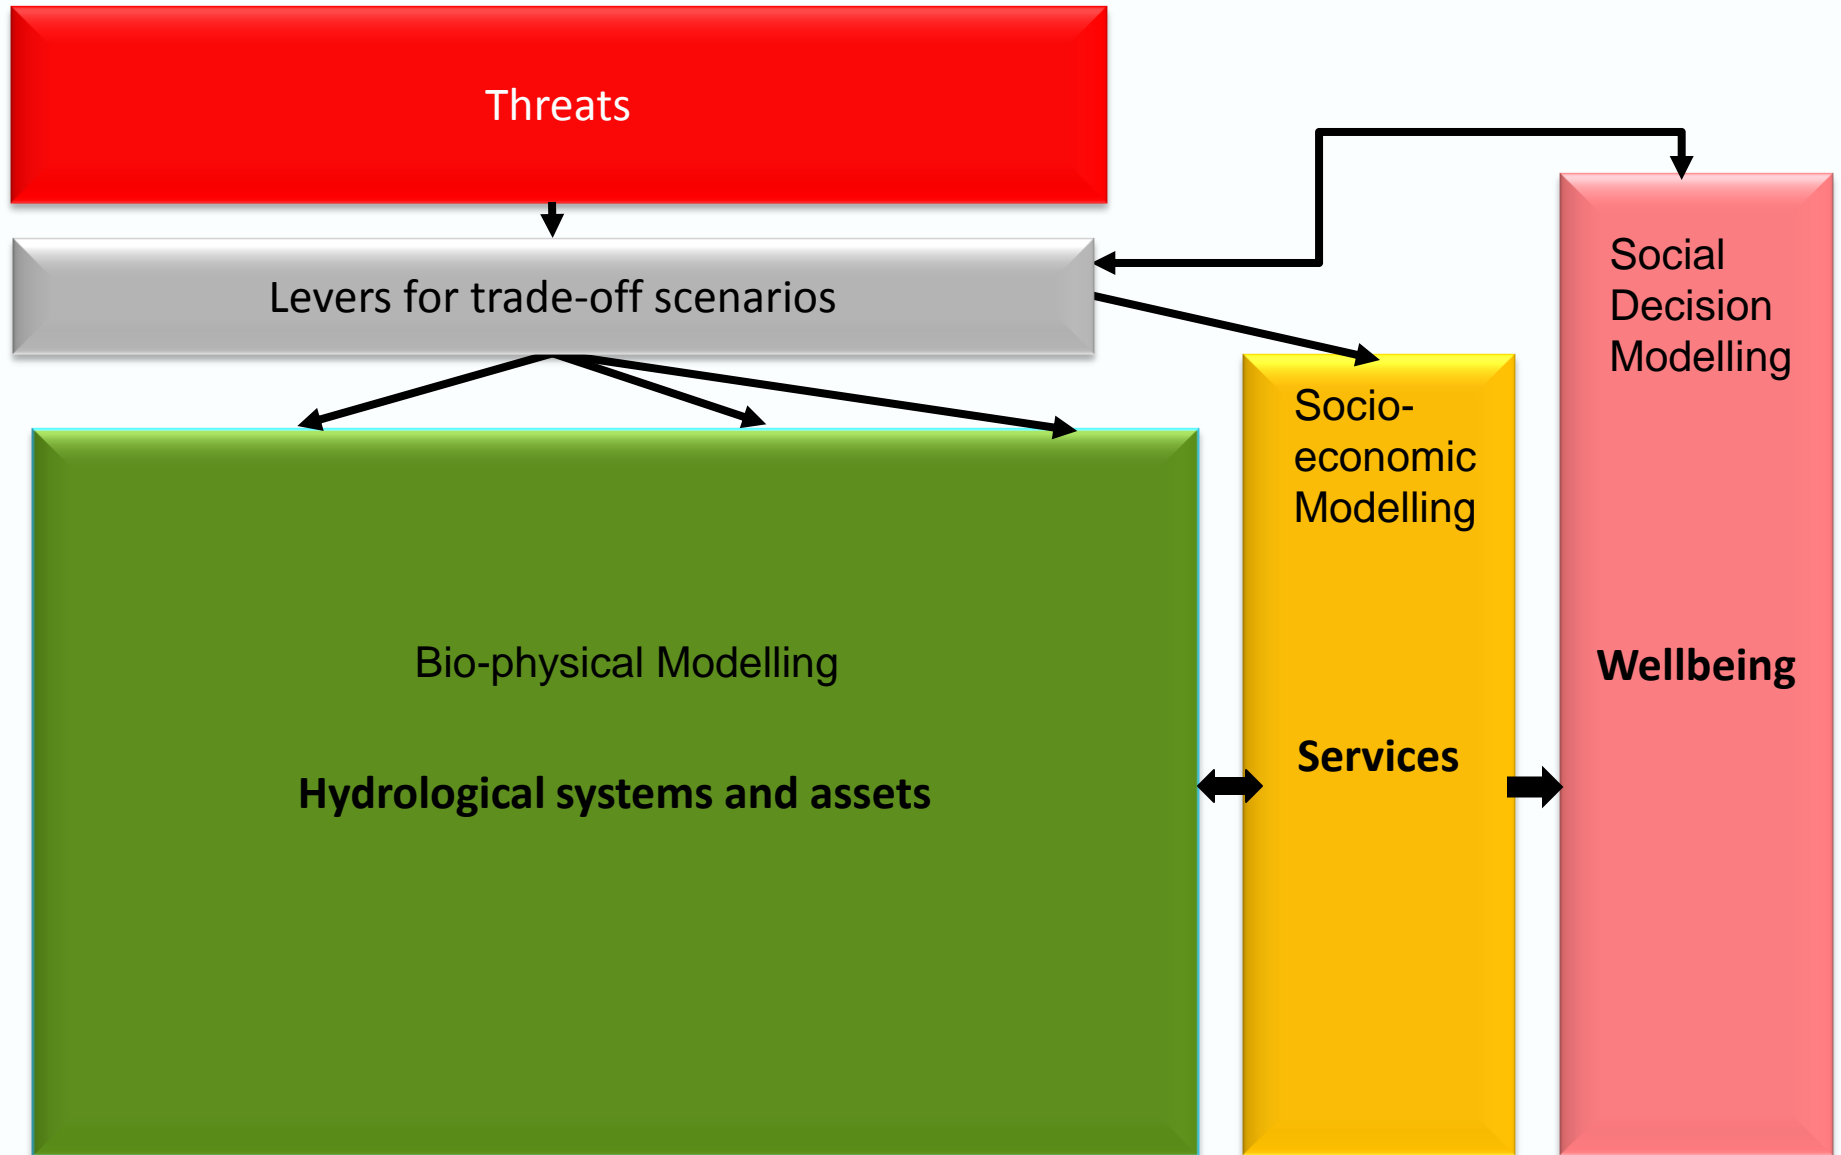 Threats
Levers for trade-off scenarios
Social
Decision
Modelling
Socio-
economic
Modelling
Bio-physical Modelling
Wellbeing
Services
Hydrological systems and assets